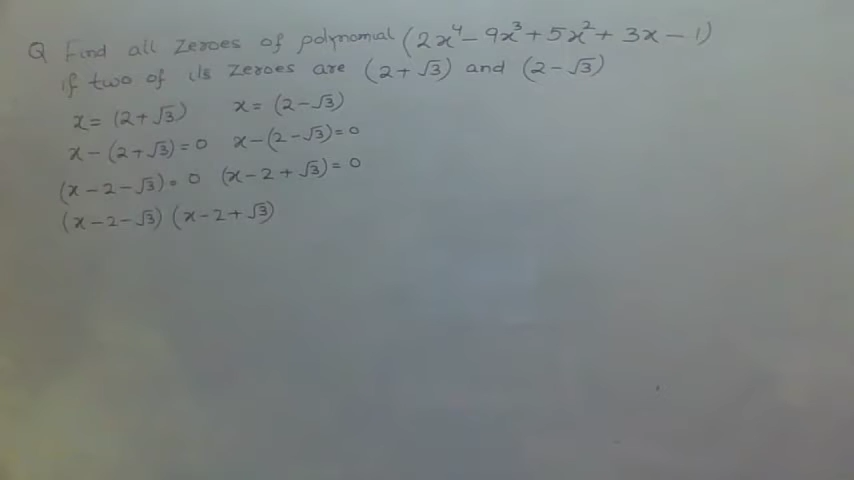 Q Find all zeroes of polynomial (2x⁴ - 9x³ + 5x² + 3x - 1)
if two of its zeroes are (2 + √3) and (2 - √3)
x = (2 + √3) x = (2 - √3)
x - (2 + √3) = 0 x - (2 - √3) = 0
(x - 2 - √3) = 0 (x - 2 + √3) = 0
(x - 2 - √3) (x - 2 + √3)